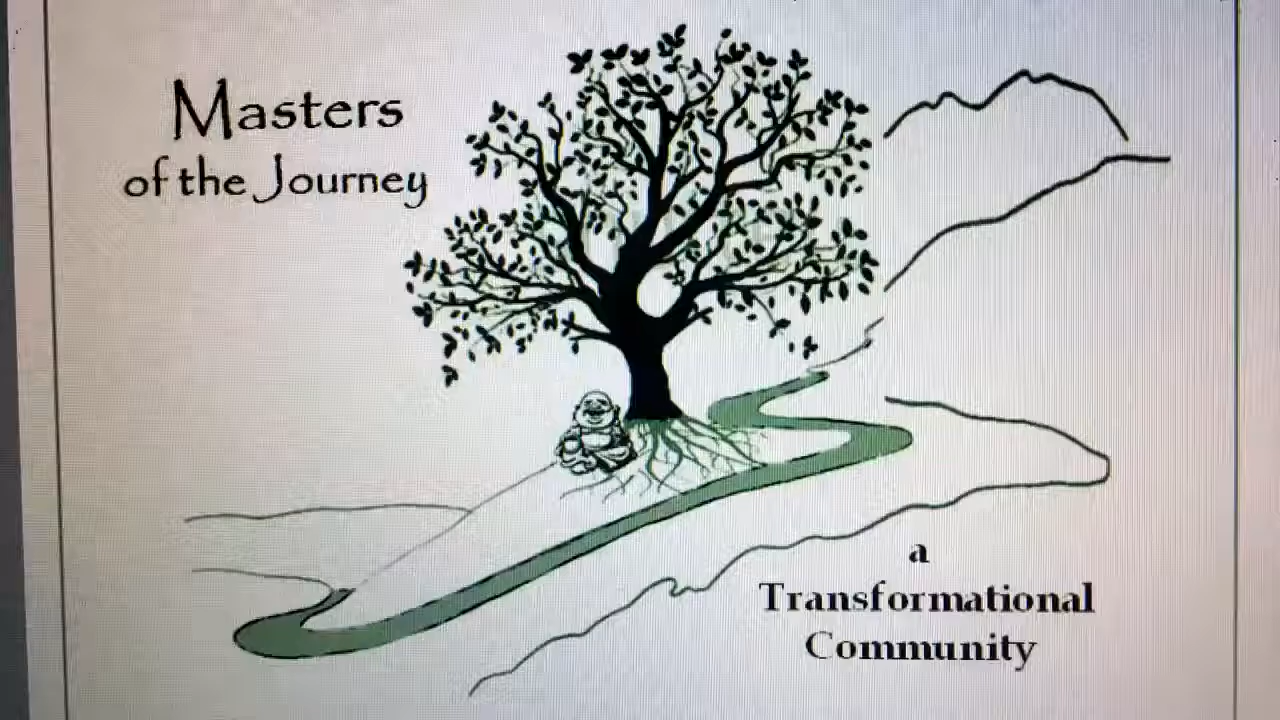 Masters
of the Journey
a
Transformational
Community